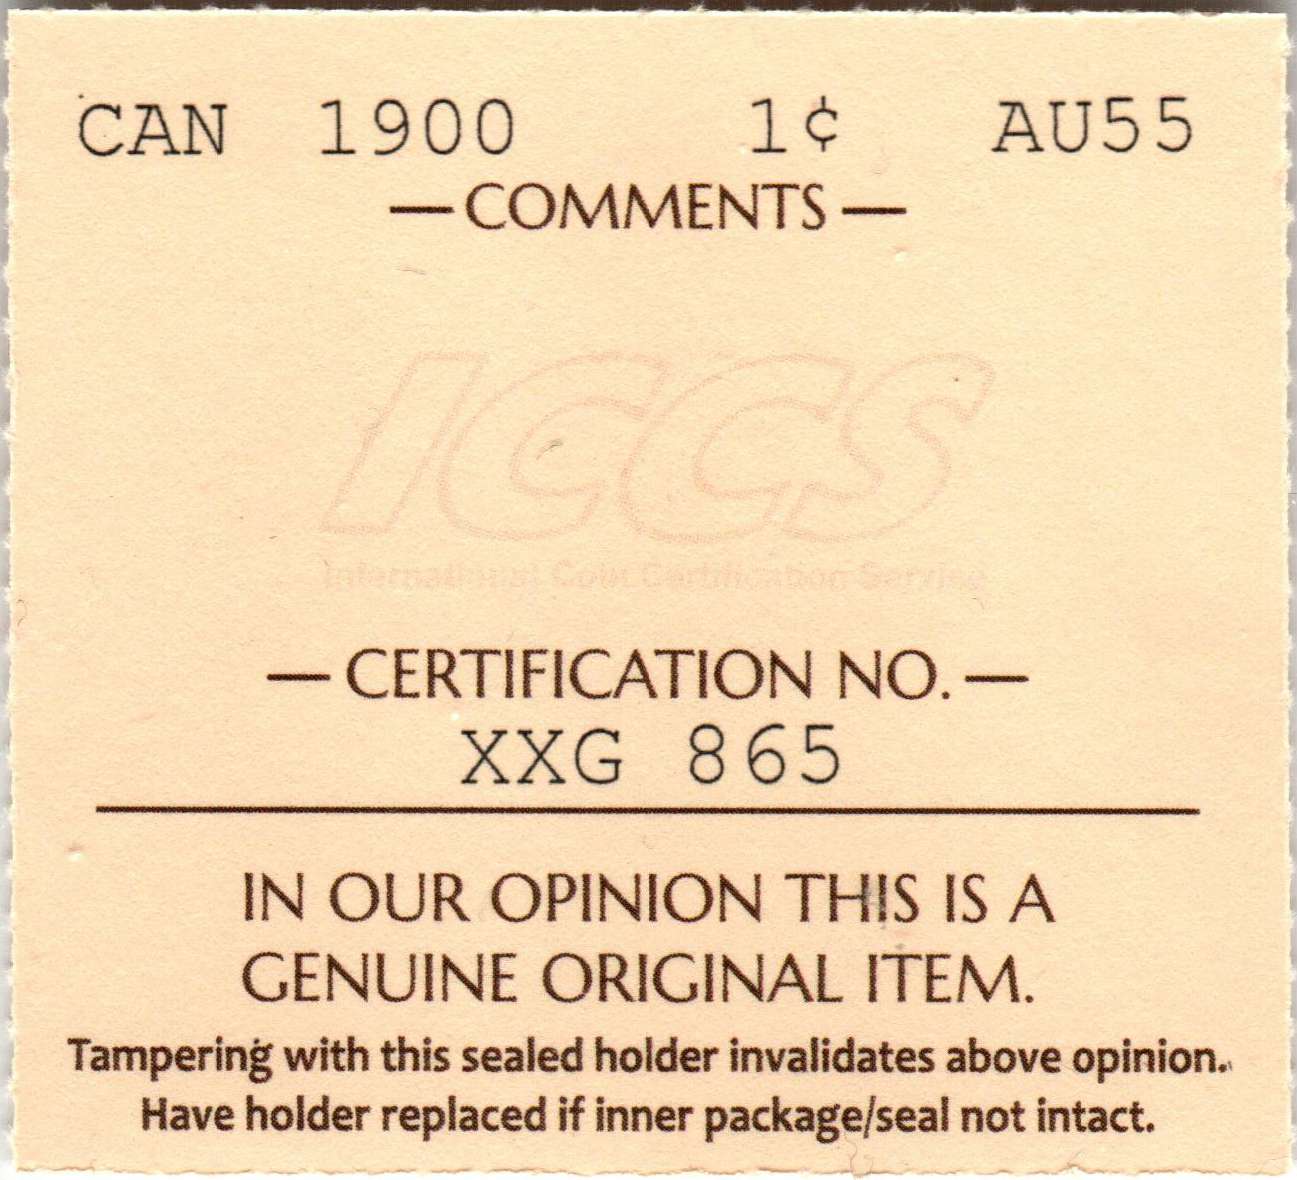 CAN 1900 1¢ AU55
— COMMENTS —
ICCS
International Coin Certification Service
— CERTIFICATION NO. —
XXG 865
IN OUR OPINION THIS IS A
GENUINE ORIGINAL ITEM.
Tampering with this sealed holder invalidates above opinion.
Have holder replaced if inner package/seal not intact.